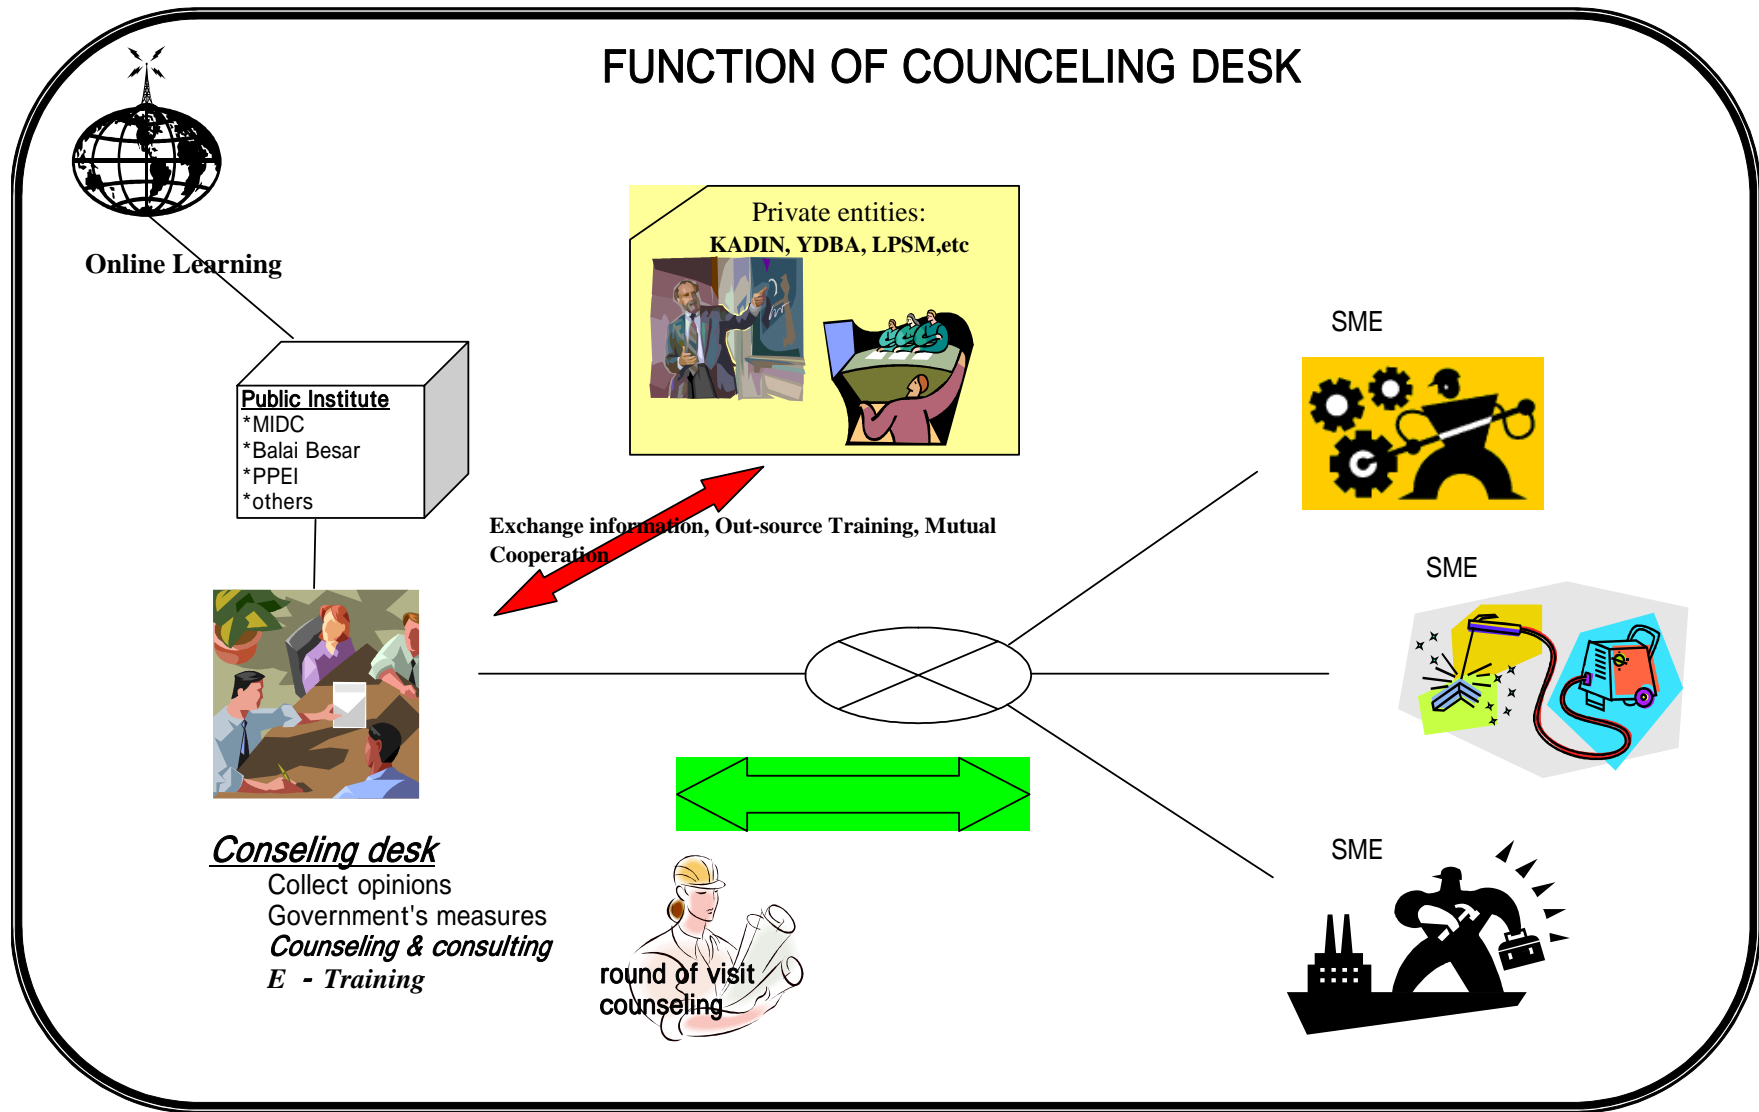 FUNCTION OF COUNCELING DESK
Online Learning
Private entities:
KADIN, YDBA, LPSM,etc
SME
Public Institute
*MIDC
*Balai Besar
*PPEI
*others
Exchange information, Out-source Training, Mutual
Cooperation
SME
Conseling desk
Collect opinions
Government's measures
Counseling & consulting
E - Training
round of visit
counseling
SME